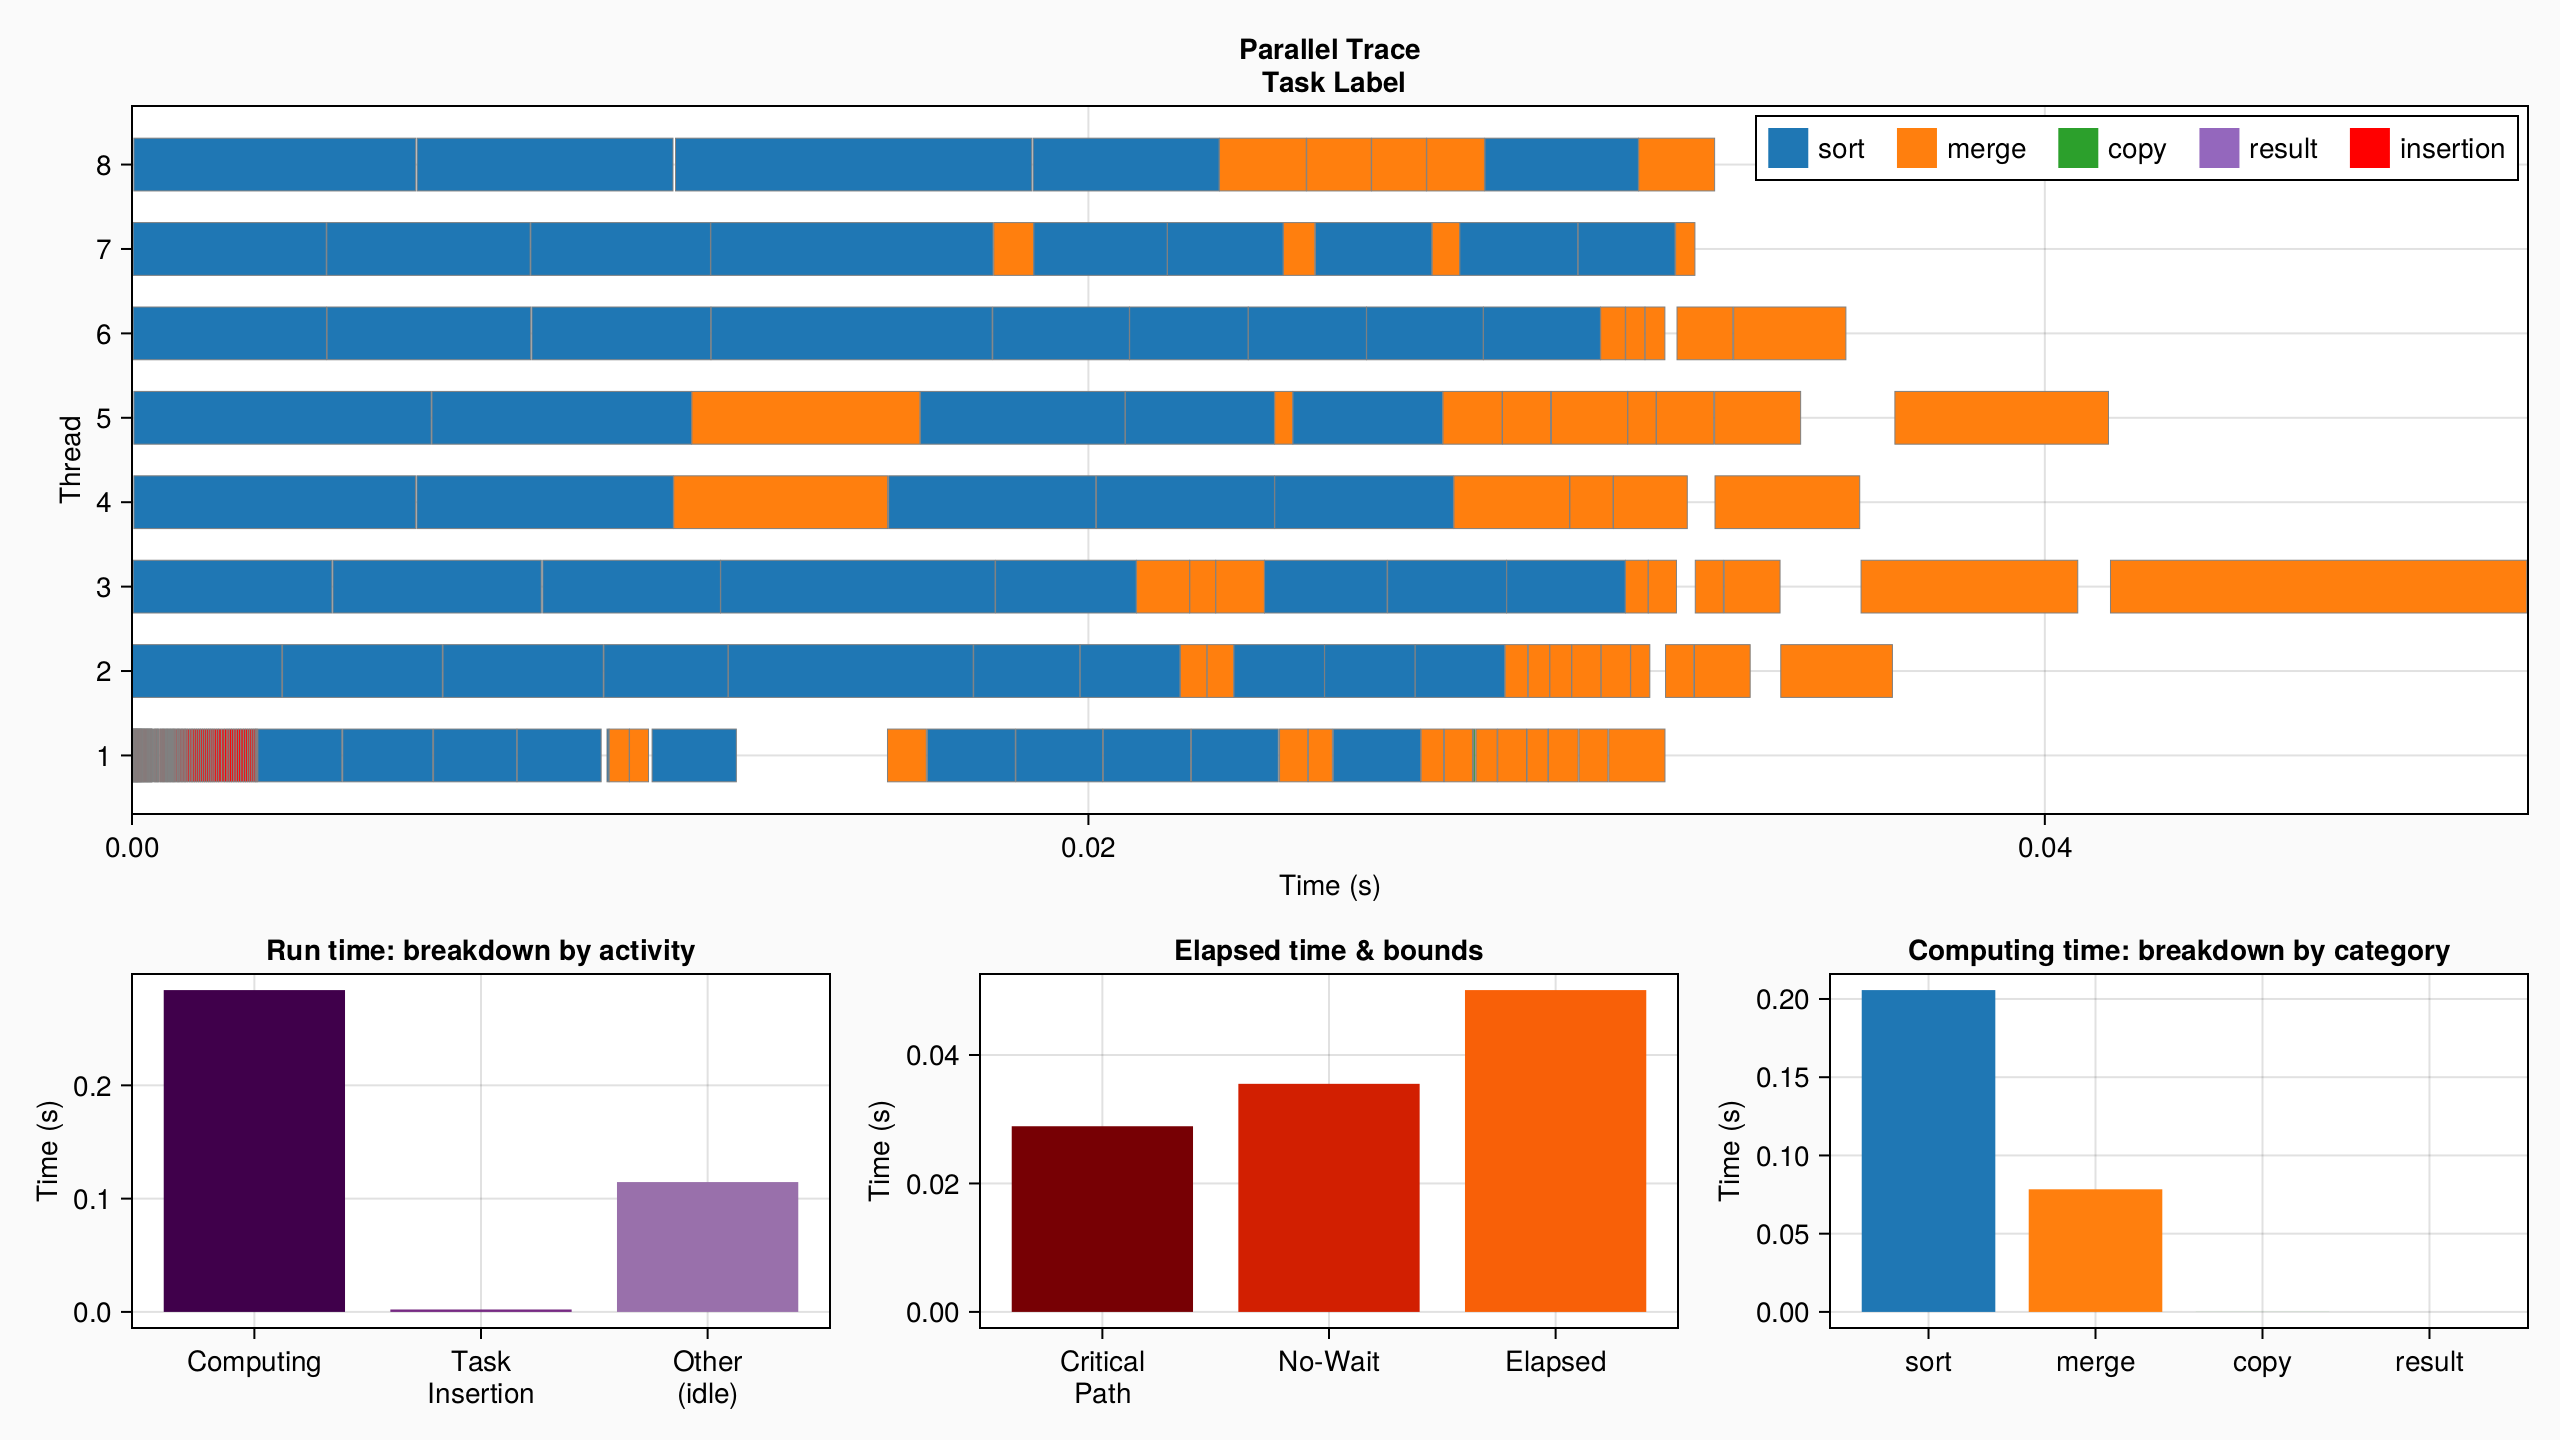 Parallel Trace
Task Label
sort
merge
copy
result
insertion
Thread
8
7
6
5
4
3
2
1
0.00
0.02
0.04
Time (s)
Run time: breakdown by activity
Time (s)
0.2
0.1
0.0
Computing
Task
Insertion
Other
(idle)
Elapsed time & bounds
Time (s)
0.04
0.02
0.00
Critical
Path
No-Wait
Elapsed
Computing time: breakdown by category
Time (s)
0.20
0.15
0.10
0.05
0.00
sort
merge
copy
result